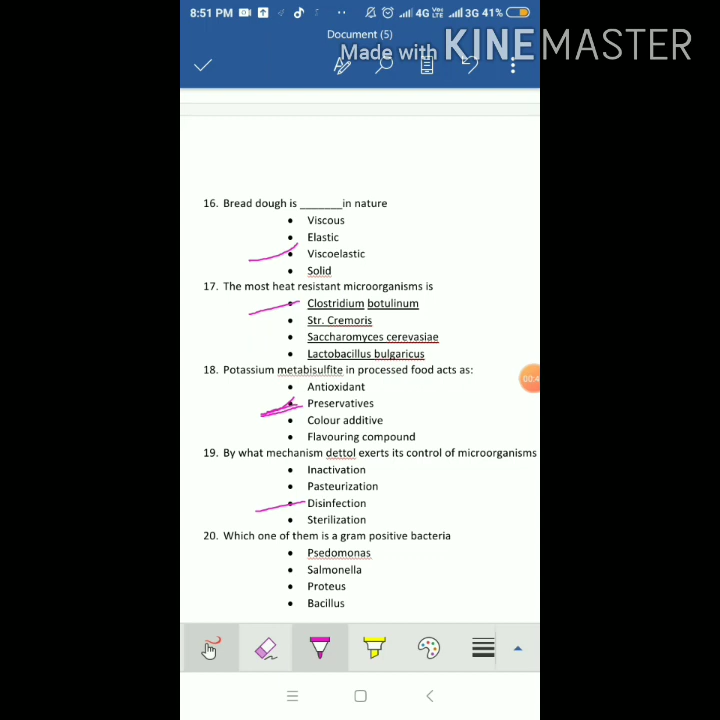 8:51 PM 4G VoLTE 3G 41%
Document (5)
Made with KINEMASTER
16. Bread dough is _______in nature
• Viscous
• Elastic
• Viscoelastic
• Solid
17. The most heat resistant microorganisms is
• Clostridium botulinum
• Str. Cremoris
• Saccharomyces cerevasiae
• Lactobacillus bulgaricus
18. Potassium metabisulfite in processed food acts as:
• Antioxidant
• Preservatives
• Colour additive
• Flavouring compound
19. By what mechanism dettol exerts its control of microorganisms
• Inactivation
• Pasteurization
• Disinfection
• Sterilization
20. Which one of them is a gram positive bacteria
• Psedomonas
• Salmonella
• Proteus
• Bacillus